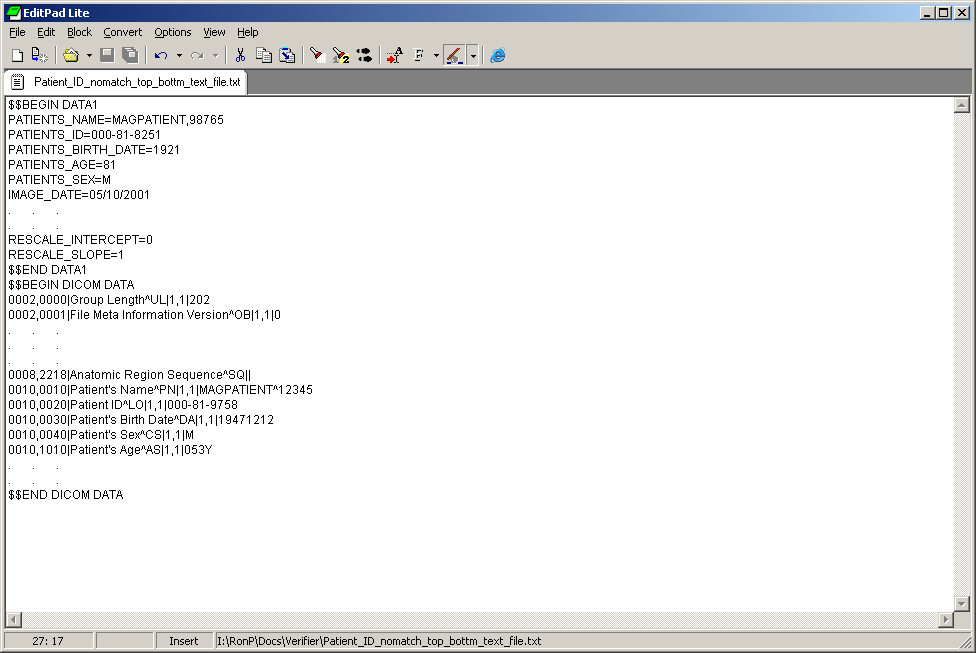 EditPad Lite
File Edit Block Convert Options View Help
Patient_ID_nomatch_top_bottm_text_file.txt
$$BEGIN DATA1
PATIENTS_NAME=MAGPATIENT,98765
PATIENTS_ID=000-81-8251
PATIENTS_BIRTH_DATE=1921
PATIENTS_AGE=81
PATIENTS_SEX=M
IMAGE_DATE=05/10/2001
. . .
. . .
RESCALE_INTERCEPT=0
RESCALE_SLOPE=1
$$END DATA1
$$BEGIN DICOM DATA
0002,0000|Group Length^UL|1,1|202
0002,0001|File Meta Information Version^OB|1,1|0
. . .
. . .
. . .
0008,2218|Anatomic Region Sequence^SQ||
0010,0010|Patient's Name^PN|1,1|MAGPATIENT^12345
0010,0020|Patient ID^LO|1,1|000-81-9758
0010,0030|Patient's Birth Date^DA|1,1|19471212
0010,0040|Patient's Sex^CS|1,1|M
0010,1010|Patient's Age^AS|1,1|053Y
. . .
. . .
$$END DICOM DATA
27: 17 Insert I:\RonP\Docs\Verifier\Patient_ID_nomatch_top_bottm_text_file.txt